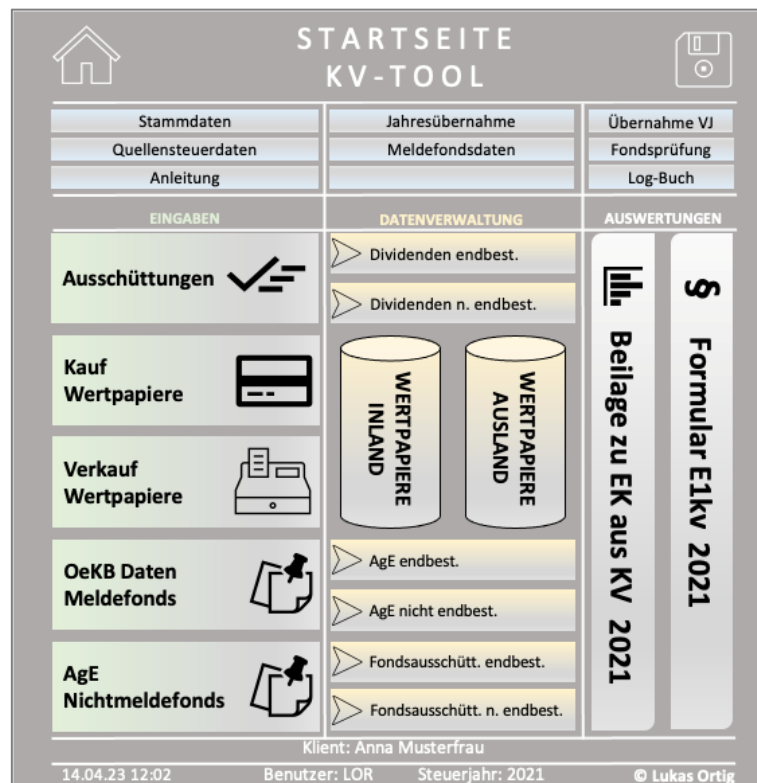 STARTSEITE
KV-TOOL
Stammdaten
Jahresübernahme
Übernahme VJ
Quellensteuerdaten
Meldefondsdaten
Fondsprüfung
Anleitung
Log-Buch
EINGABEN
DATENVERWALTUNG
AUSWERTUNGEN
Ausschüttungen
Kauf
Wertpapiere
Verkauf
Wertpapiere
OeKB Daten
Meldefonds
AgE
Nichtmeldefonds
Dividenden endbest.
Dividenden n. endbest.
WERTPAPIERE
INLAND
WERTPAPIERE
AUSLAND
AgE endbest.
AgE nicht endbest.
Fondsausschütt. endbest.
Fondsausschütt. n. endbest.
Beilage zu EK aus KV 2021
§ Formular E1kv 2021
Klient: Anna Musterfrau
14.04.23 12:02 Benutzer: LOR Steuerjahr: 2021 © Lukas Ortig